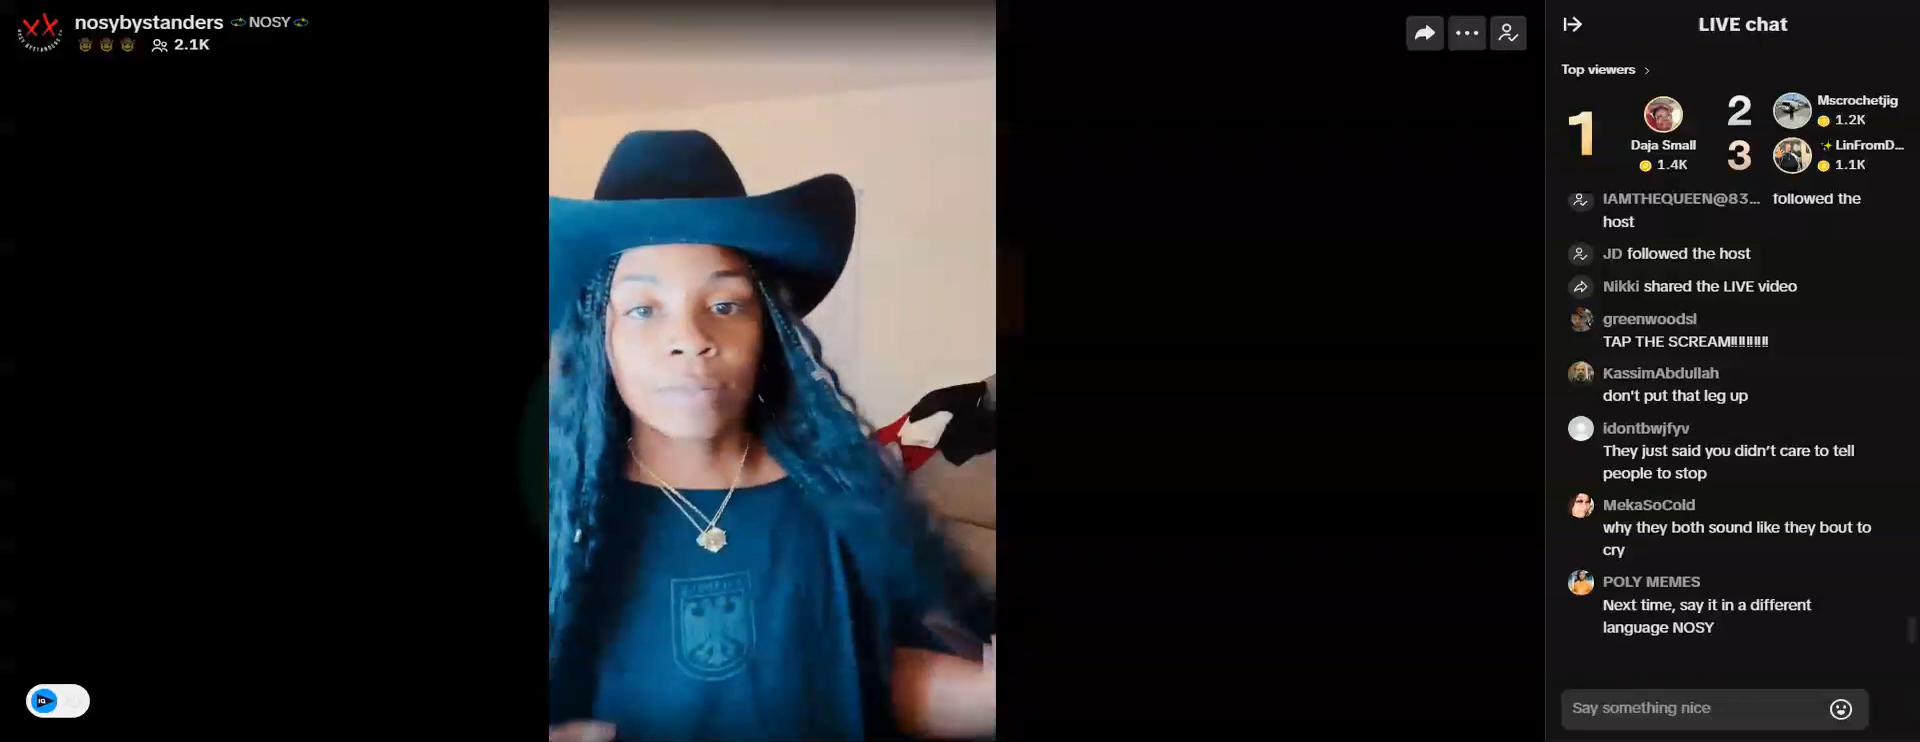 nosybystanders
NOSY
2.1K
LIVE chat
Top viewers
1
Daja Small
1.4K
2
Mscrochetjig
1.2K
3
LinFromD...
1.1K
IAMTHEQUEEN@83... followed the
host
JD followed the host
Nikki shared the LIVE video
greenwoodsl
TAP THE SCREAM!!!!!!!!!!
KassimAbdullah
don't put that leg up
idontbwjfyv
They just said you didn’t care to tell
people to stop
MekaSoCold
why they both sound like they bout to
cry
POLY MEMES
Next time, say it in a different
language NOSY
Say something nice